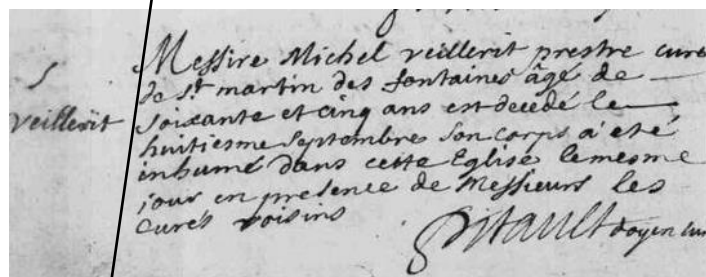 S
veillerit
Messire Michel veillerit prestre curé
de St martin des fontaines âgé de
soixante et cinq ans est decedé le
huitiesme septembre son corps a eté
inhumé dans cette Eglise le mesme
jour en presence de Messieurs les
curés voisins
doyen